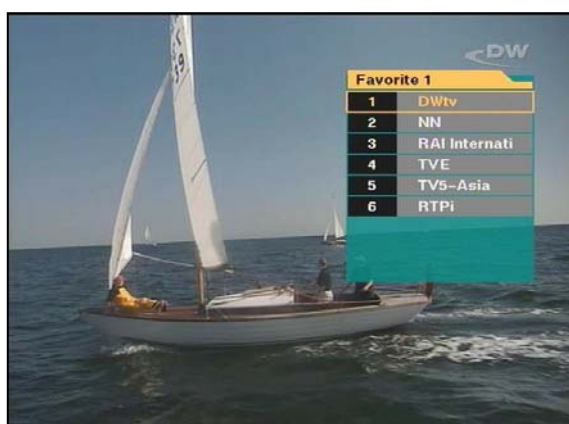 DW
Favorite 1
1 DWtv
2 NN
3 RAI Internati
4 TVE
5 TV5-Asia
6 RTPi